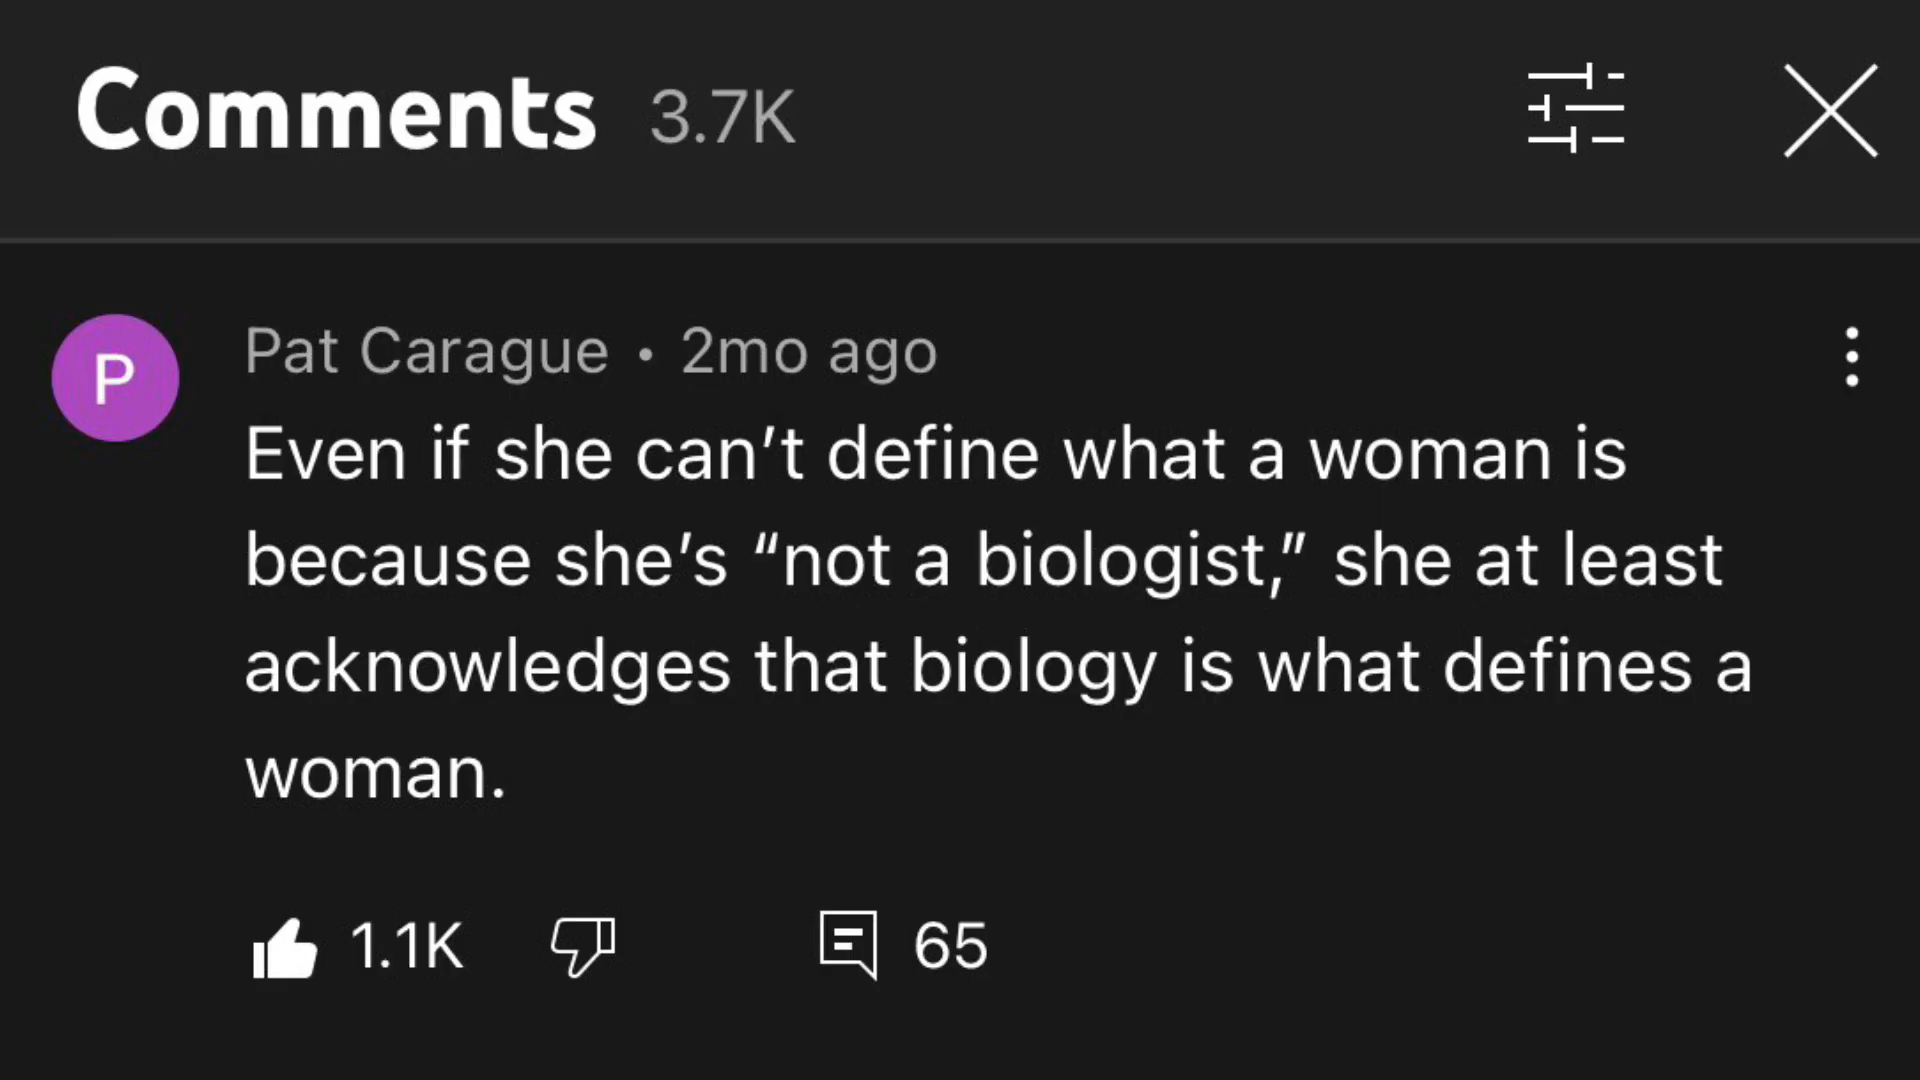 Comments 3.7K
P
Pat Carague • 2mo ago
Even if she can’t define what a woman is
because she’s “not a biologist,” she at least
acknowledges that biology is what defines a
woman.
1.1K 65